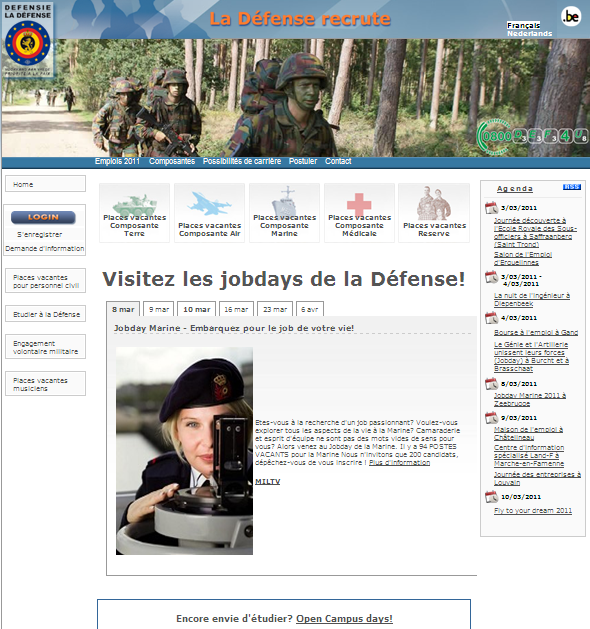 DEFENSIE
LA DÉFENSE
La Défense recrute
Français
Nederlands
.be
0800
Emplois 2011 Composantes Possibilités de carrière Postuler Contact
Home
LOGIN
S'enregistrer
Demande d'information
Places vacantes
pour personnel civil
Etudier à la Défense
Engagement
volontaire militaire
Places vacantes
musiciens
Places vacantes
Composante
Terre
Places vacantes
Composante Air
Places vacantes
Composante
Marine
Places vacantes
Composante
Médicale
Places vacantes
Reserve
Visitez les jobdays de la Défense!
8 mar 9 mar 10 mar 16 mar 23 mar 6 avr
Jobday Marine - Embarquez pour le job de votre vie!
Etes-vous à la recherche d'un job passionnant? Voulez-vous
explorer tous les aspects de la vie à la Marine? Camaraderie
et esprit d'équipe ne sont pas des mots vides de sens pour
vous? Alors venez au Jobday de la Marine. Il y a 94 POSTES
VACANTS pour la Marine Nous n'invitons que 200 candidats,
dépêchez-vous de vous inscrire ! Plus d'information
MILTV
Encore envie d'étudier? Open Campus days!
Agenda
RSS
3/03/2011
Journée découverte à
l'Ecole Royale des Sous-
officiers à Saffraanberg
(Saint Trond)
Salon de l'Emploi
d'Erquelinnes
3/03/2011 -
4/03/2011
La nuit de l'ingénieur à
Diepenbeek
4/03/2011
Bourse à l'emploi à Gand
Le Génie et l'Artillerie
unissent leurs forces
(Jobday) à Burcht et à
Brasschaat
8/03/2011
Jobday Marine 2011 à
Zeebruges
9/03/2011
Maison de l'emploi à
Châtelineau
Centre d'information
spécialisé Land-F à
Marche-en-Famenne
Journée des entreprises à
Louvain
10/03/2011
Fly to your dream 2011